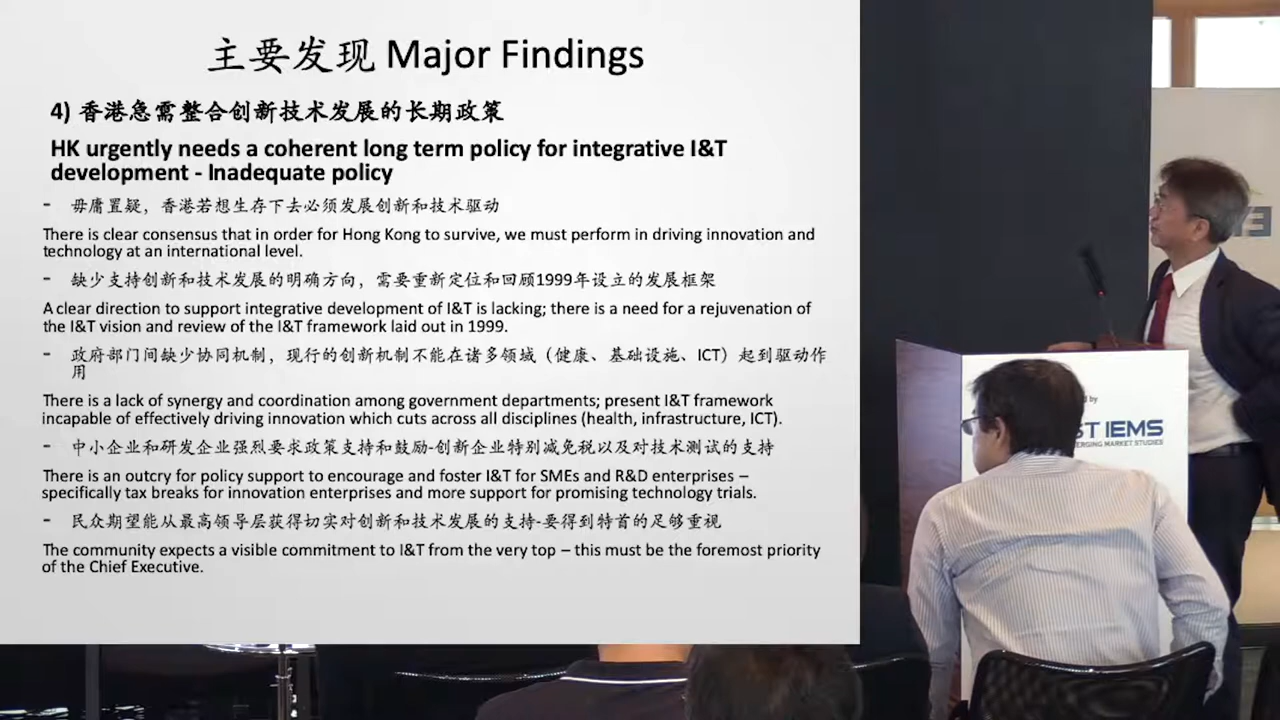 主要发现 Major Findings
4) 香港急需整合创新技术发展的长期政策
HK urgently needs a coherent long term policy for integrative I&T
development - Inadequate policy
- 毋庸置疑，香港若想生存下去必须发展创新和技术驱动
There is clear consensus that in order for Hong Kong to survive, we must perform in driving innovation and
technology at an international level.
- 缺少支持创新和技术发展的明确方向，需要重新定位和回顾1999年设立的发展框架
A clear direction to support integrative development of I&T is lacking; there is a need for a rejuvenation of
the I&T vision and review of the I&T framework laid out in 1999.
- 政府部门间缺少协同机制，现行的创新机制不能在诸多领域（健康、基础设施、ICT）起到驱动作
用
There is a lack of synergy and coordination among government departments; present I&T framework
incapable of effectively driving innovation which cuts across all disciplines (health, infrastructure, ICT).
- 中小企业和研发企业强烈要求政策支持和鼓励-创新企业特别减免税以及对技术测试的支持
There is an outcry for policy support to encourage and foster I&T for SMEs and R&D enterprises –
specifically tax breaks for innovation enterprises and more support for promising technology trials.
- 民众期望能从最高领导层获得切实对创新和技术发展的支持-要得到特首的足够重视
The community expects a visible commitment to I&T from the very top – this must be the foremost priority
of the Chief Executive.
by
ST IEMS
ERGING MARKET STUDIES